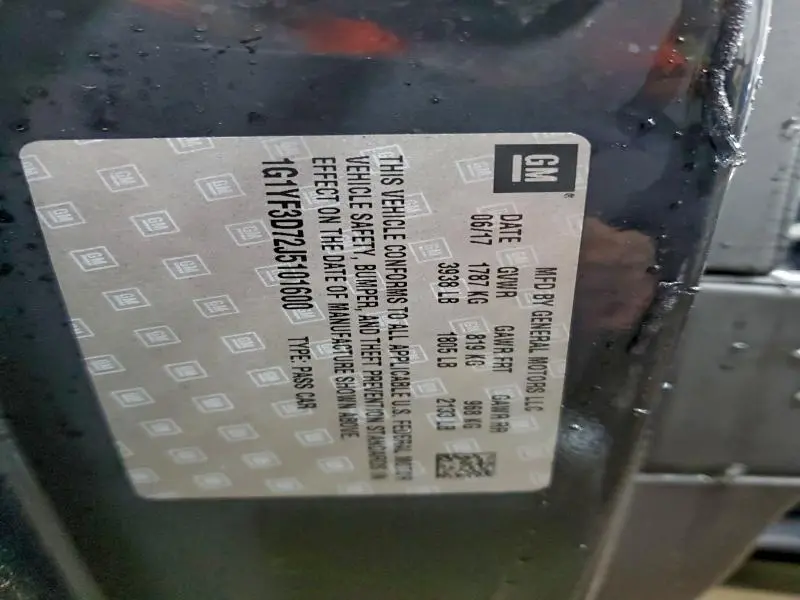 GM
®
MFD BY GENERAL MOTORS LLC
DATE GVWR GAWR FRT GAWR RR
06/17 1787 KG 819 KG 968 KG
3938 LB 1805 LB 2133 LB
THIS VEHICLE CONFORMS TO ALL APPLICABLE U.S. FEDERAL MOTOR
VEHICLE SAFETY, BUMPER, AND THEFT PREVENTION STANDARDS IN
EFFECT ON THE DATE OF MANUFACTURE SHOWN ABOVE.
1G1YF3D72J5101600 TYPE: PASS CAR